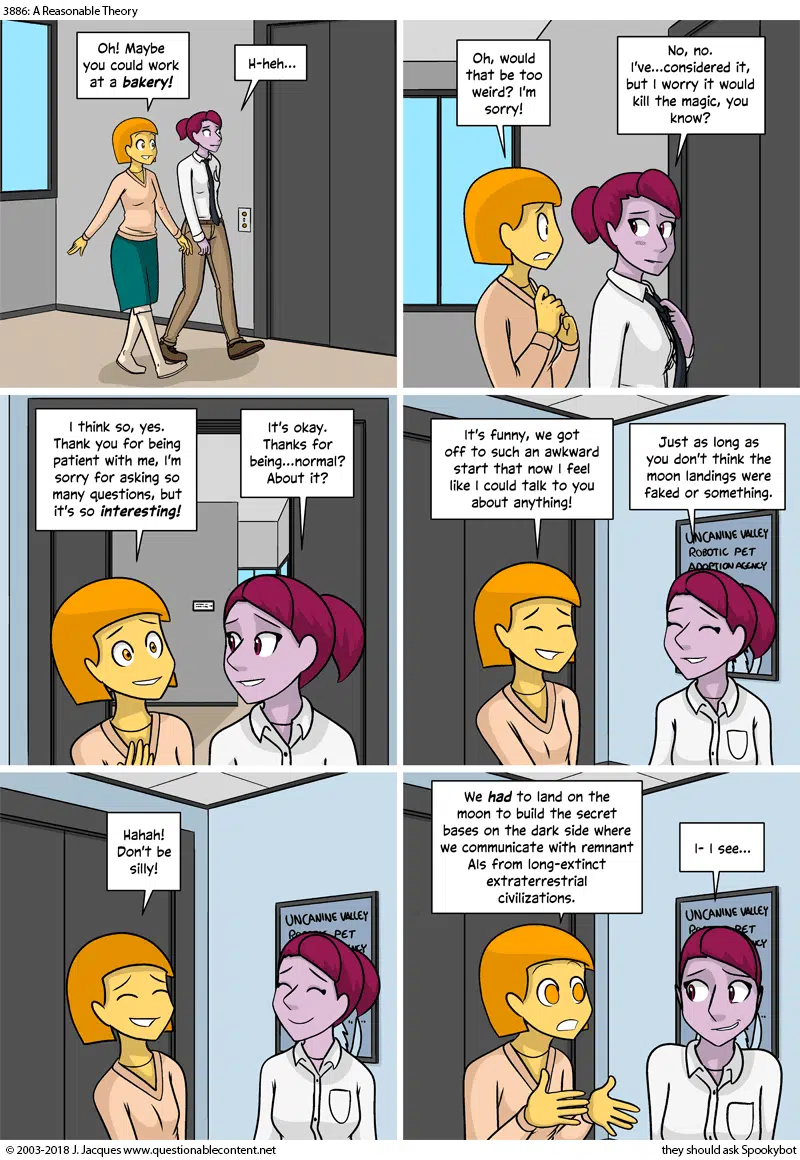 3886: A Reasonable Theory
Oh! Maybe
you could work
at a bakery!
H-heh...
Oh, would
that be too
weird? I'm
sorry!
No, no.
I've...considered it,
but I worry it would
kill the magic, you
know?
I think so, yes.
Thank you for being
patient with me, I'm
sorry for asking so
many questions, but
it's so interesting!
It's okay.
Thanks for
being...normal?
About it?
It's funny, we got
off to such an awkward
start that now I feel
like I could talk to you
about anything!
Just as long as
you don't think the
moon landings were
faked or something.
UNCANINE VALLEY
ROBOTIC PET
ADOPTION AGENCY
Hahah!
Don't be
silly!
UNCANINE VALLEY
PET
We had to land on the
moon to build the secret
bases on the dark side where
we communicate with remnant
AIs from long-extinct
extraterrestrial
civilizations.
I- I see...
UNCANINE VALLEY
PET
© 2003-2018 J. Jacques www.questionablecontent.net
they should ask Spookybot